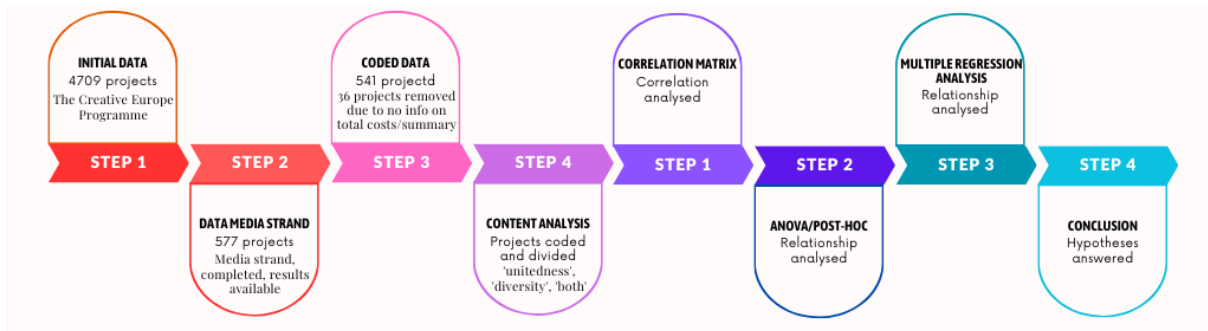 INITIAL DATA
4709 projects
The Creative Europe
Programme
STEP 1
STEP 2
DATA MEDIA STRAND
577 projects
Media strand,
completed, results
available
CODED DATA
541 projectd
36 projects removed
due to no info on
total costs/summary
STEP 3
STEP 4
CONTENT ANALYSIS
Projects coded
and divided
'unitedness',
'diversity', 'both'
CORRELATION MATRIX
Correlation
analysed
STEP 1
STEP 2
ANOVA/POST-HOC
Relationship
analysed
MULTIPLE REGRESSION
ANALYSIS
Relationship
analysed
STEP 3
STEP 4
CONCLUSION
Hypotheses
answered